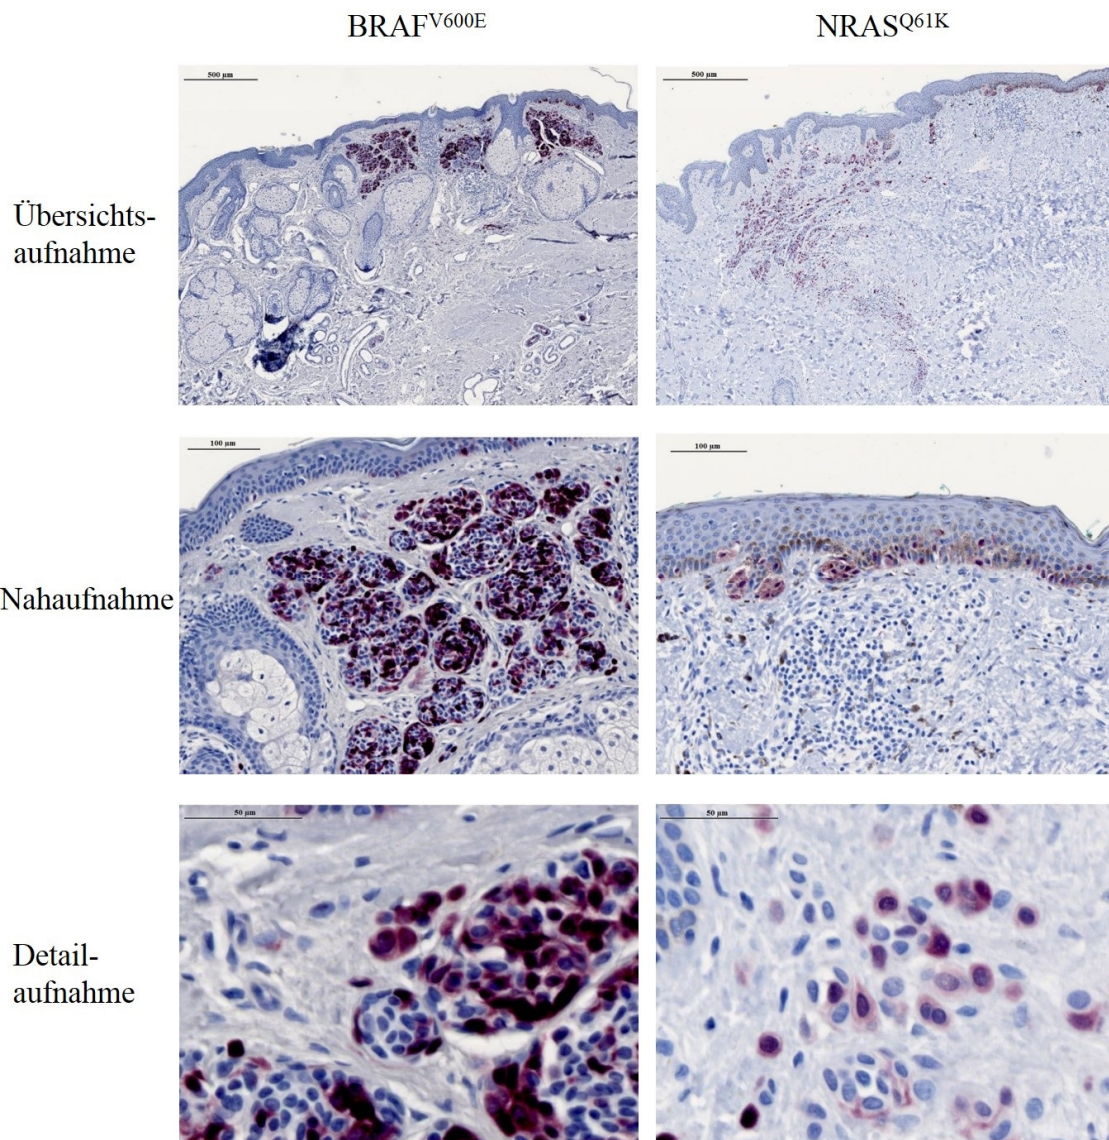 BRAFV600E
NRASQ61K
500 µm
500 µm
Übersichts-
aufnahme
100 µm
100 µm
Nahaufnahme
50 µm
50 µm
Detail-
aufnahme